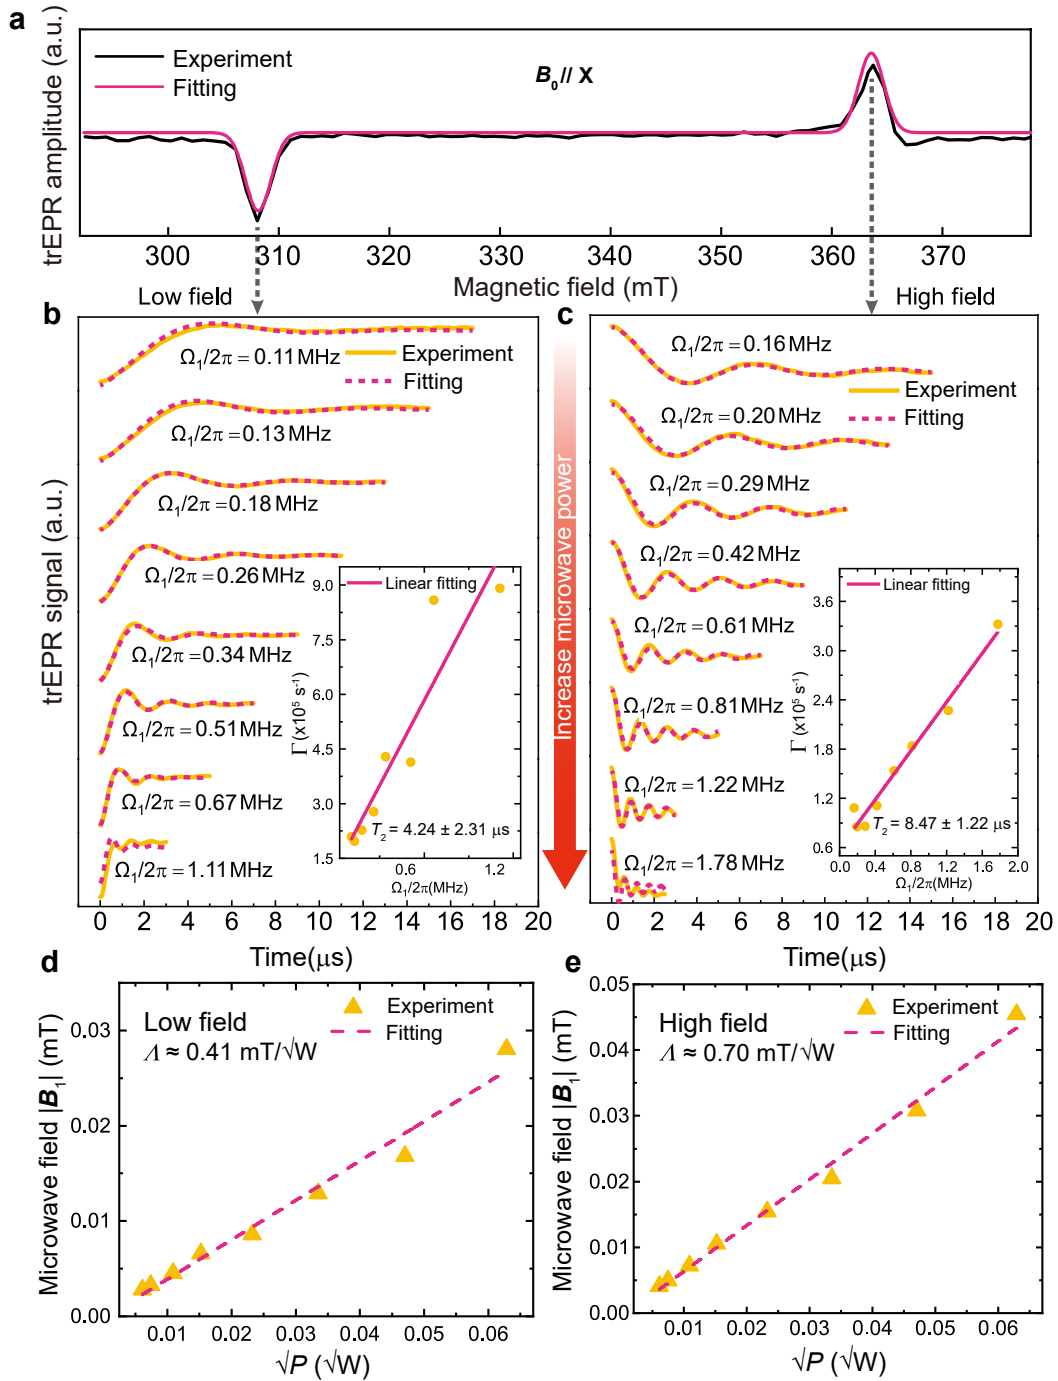 a
trEPR amplitude (a.u.)
Experiment
Fitting
B₀// X
300 310 320 330 340 350 360 370
Magnetic field (mT)
Low field
High field
b
trEPR signal (a.u.)
Ω₁/2π = 0.11 MHz
Experiment
Fitting
Ω₁/2π = 0.13 MHz
Ω₁/2π = 0.18 MHz
Ω₁/2π = 0.26 MHz
Ω₁/2π = 0.34 MHz
Ω₁/2π = 0.51 MHz
Ω₁/2π = 0.67 MHz
Ω₁/2π = 1.11 MHz
Linear fitting
Γ (x10⁵ s⁻¹)
9.0
7.5
6.0
4.5
3.0
1.5
T₂ = 4.24 ± 2.31 μs
0.6 1.2
Ω₁/2π(MHz)
0 2 4 6 8 10 12 14 16 18 20
Time(μs)
Increase microwave power
c
Ω₁/2π = 0.16 MHz
Experiment
Fitting
Ω₁/2π = 0.20 MHz
Ω₁/2π = 0.29 MHz
Ω₁/2π = 0.42 MHz
Ω₁/2π = 0.61 MHz
Ω₁/2π = 0.81 MHz
Ω₁/2π = 1.22 MHz
Ω₁/2π = 1.78 MHz
Linear fitting
Γ (x10⁵ s⁻¹)
3.6
3.0
2.4
1.8
1.2
0.6
T₂ = 8.47 ± 1.22 μs
0.0 0.4 0.8 1.2 1.6 2.0
Ω₁/2π(MHz)
0 2 4 6 8 10 12 14 16 18 20
Time(μs)
d
Microwave field |B₁| (mT)
0.03
0.02
0.01
0.00
Experiment
Fitting
Low field
Λ ≈ 0.41 mT/√W
0.01 0.02 0.03 0.04 0.05 0.06
√P (√W)
e
Microwave field |B₁| (mT)
0.05
0.04
0.03
0.02
0.01
0.00
Experiment
Fitting
High field
Λ ≈ 0.70 mT/√W
0.01 0.02 0.03 0.04 0.05 0.06
√P (√W)